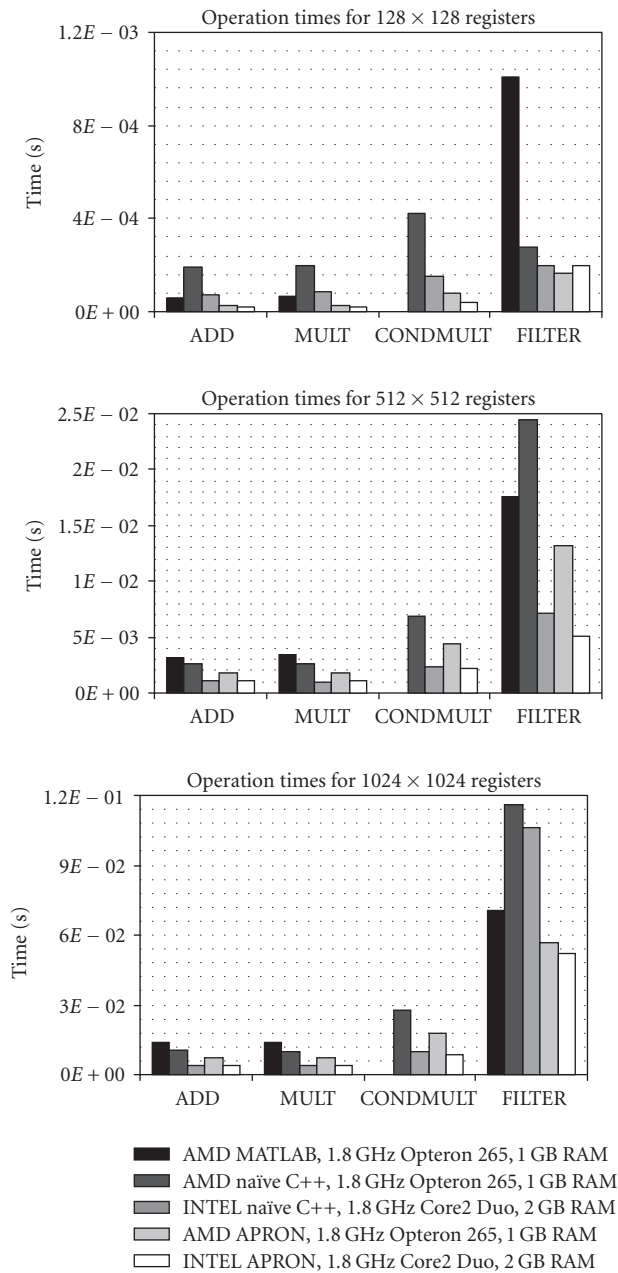 Operation times for 128 × 128 registers
1.2E − 03
8E − 04
4E − 04
0E + 00
Time (s)
ADD MULT CONDMULT FILTER
Operation times for 512 × 512 registers
2.5E − 02
2E − 02
1.5E − 02
1E − 02
5E − 03
0E + 00
Time (s)
ADD MULT CONDMULT FILTER
Operation times for 1024 × 1024 registers
1.2E − 01
9E − 02
6E − 02
3E − 02
0E + 00
Time (s)
ADD MULT CONDMULT FILTER
AMD MATLAB, 1.8 GHz Opteron 265, 1 GB RAM
AMD naïve C++, 1.8 GHz Opteron 265, 1 GB RAM
INTEL naïve C++, 1.8 GHz Core2 Duo, 2 GB RAM
AMD APRON, 1.8 GHz Opteron 265, 1 GB RAM
INTEL APRON, 1.8 GHz Core2 Duo, 2 GB RAM